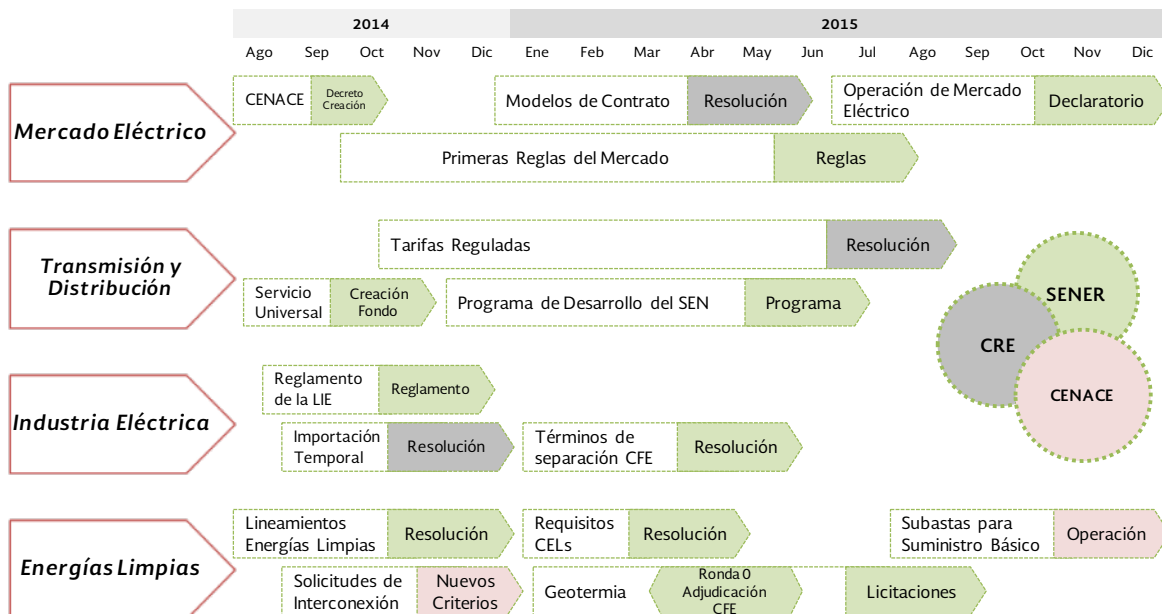 2014
2015
Ago Sep Oct Nov Dic Ene Feb Mar Abr May Jun Jul Ago Sep Oct Nov Dic
Mercado Eléctrico
CENACE
Decreto
Creación
Modelos de Contrato
Resolución
Operación de Mercado
Eléctrico
Declaratorio
Primeras Reglas del Mercado
Reglas
Transmisión y
Distribución
Tarifas Reguladas
Resolución
Servicio
Universal
Creación
Fondo
Programa de Desarrollo del SEN
Programa
SENER
CRE
CENACE
Industria Eléctrica
Reglamento
de la LIE
Reglamento
Importación
Temporal
Resolución
Términos de
separación CFE
Resolución
Energías Limpias
Lineamientos
Energías Limpias
Resolución
Requisitos
CELs
Resolución
Subastas para
Suministro Básico
Operación
Solicitudes de
Interconexión
Nuevos
Criterios
Geotermia
Ronda 0
Adjudicación
CFE
Licitaciones